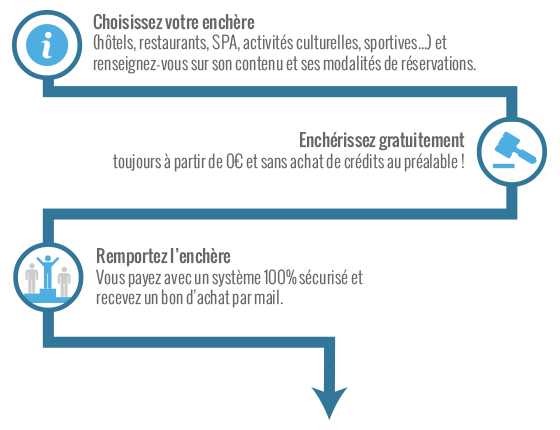 Choisissez votre enchère
(hôtels, restaurants, SPA, activités culturelles, sportives...) et
renseignez-vous sur son contenu et ses modalités de réservations.
Enchérissez gratuitement
toujours à partir de 0€ et sans achat de crédits au préalable !
Remportez l'enchère
Vous payez avec un système 100% sécurisé et
recevez un bon d'achat par mail.